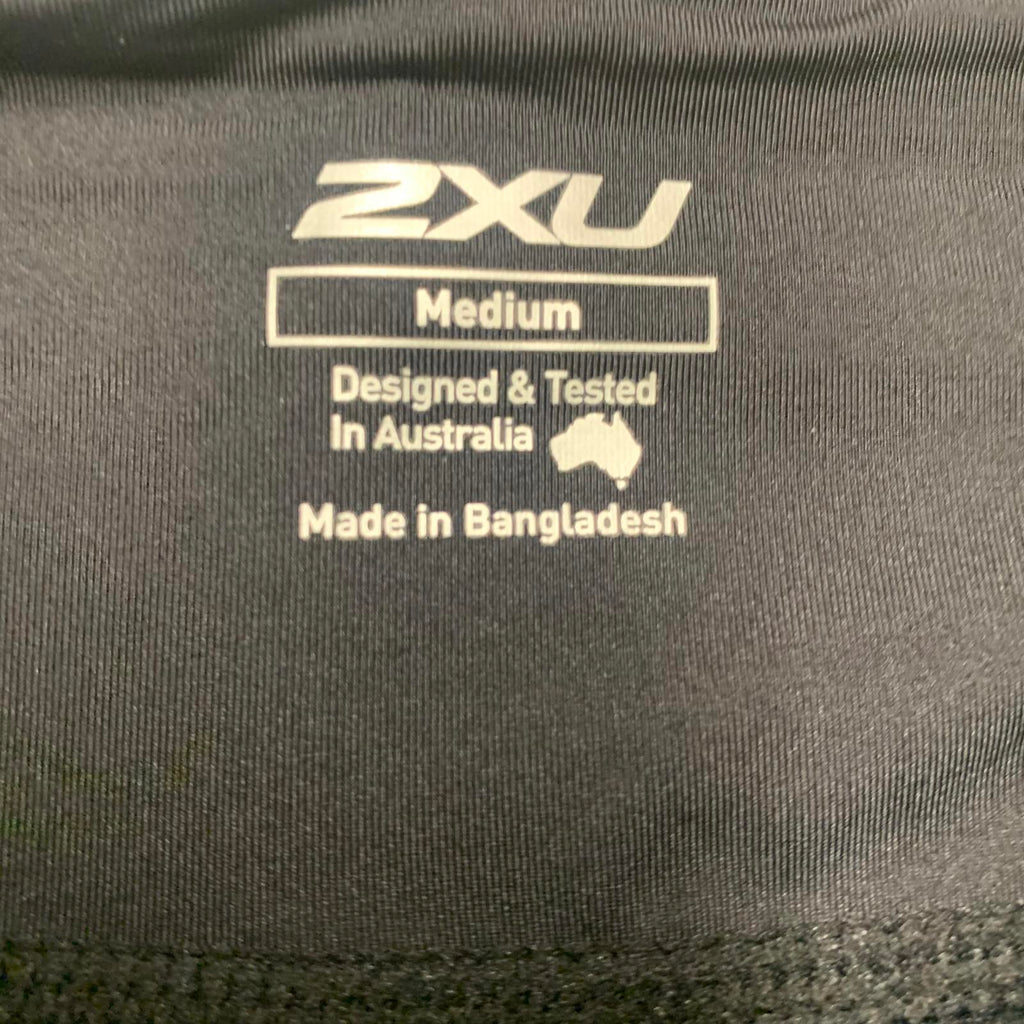 2XU
Medium
Designed & Tested
In Australia
Made in Bangladesh